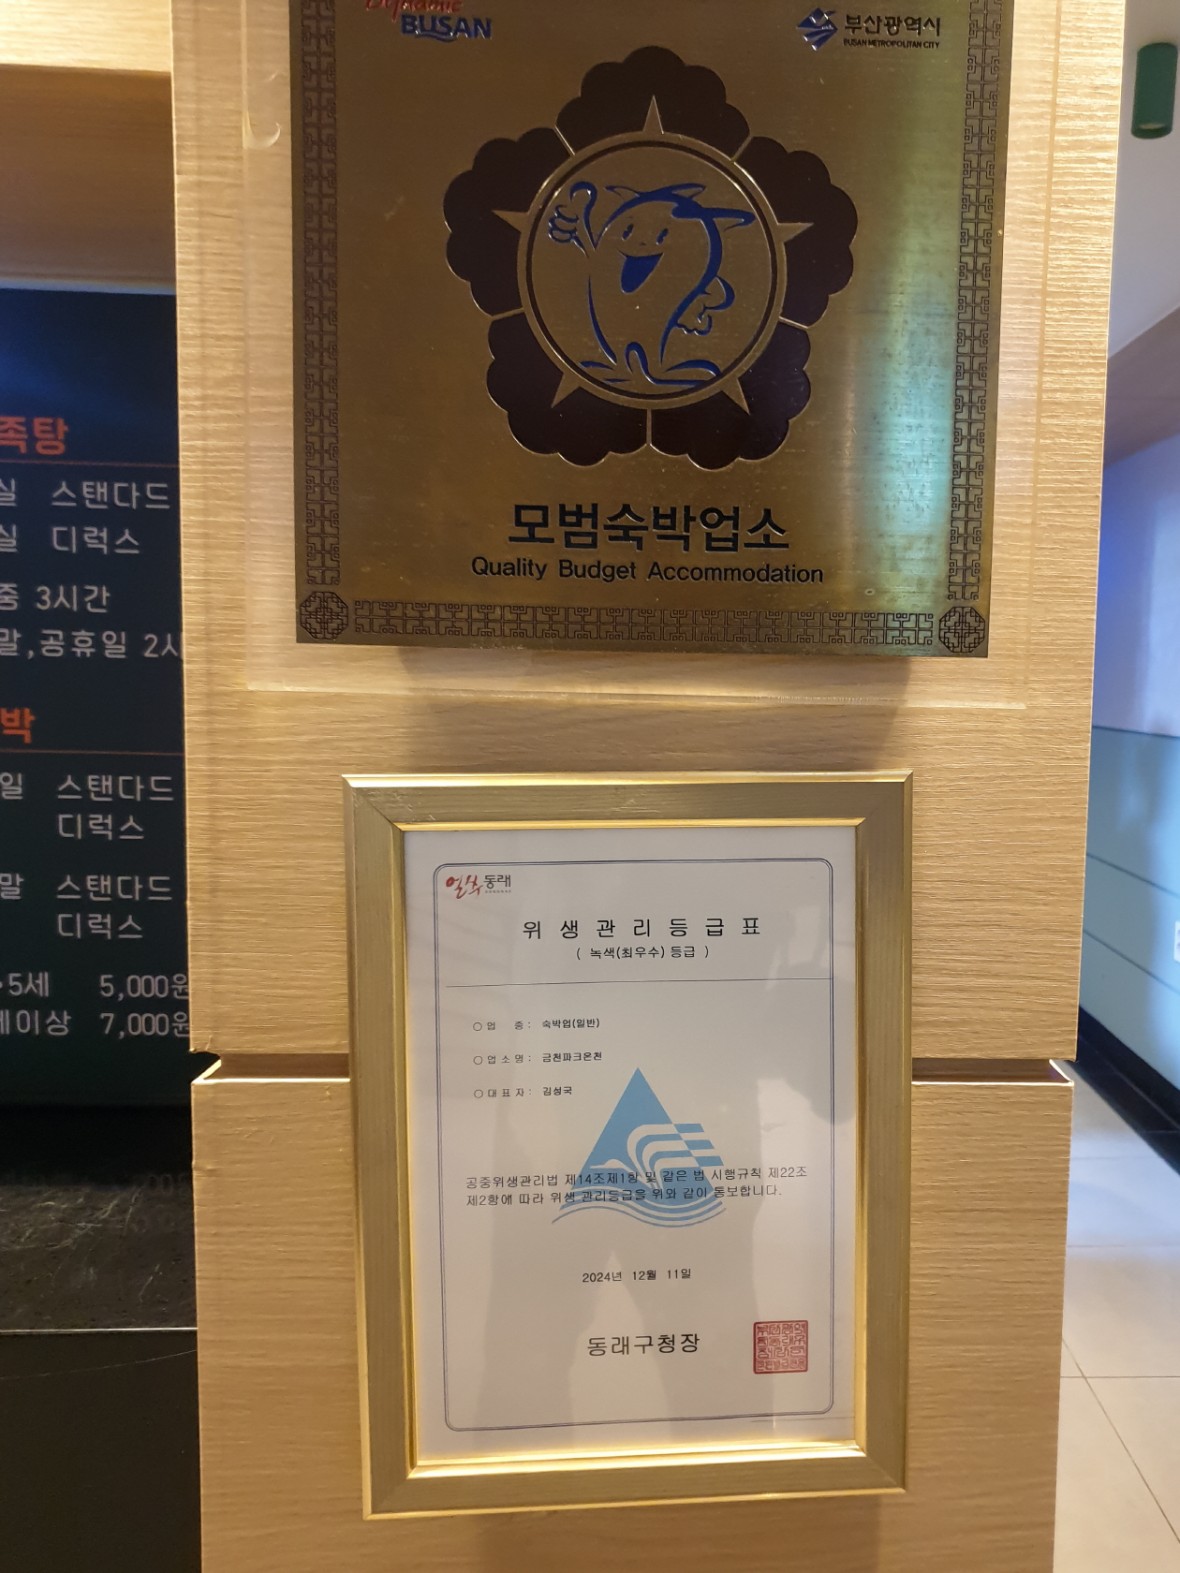 Dynamic
BUSAN
부산광역시
BUSAN METROPOLITAN CITY
모범숙박업소
Quality Budget Accommodation
족탕
실 스탠다드
실 디럭스
중 3시간
말,공휴일 2시
박
일 스탠다드
디럭스
말 스탠다드
디럭스
5세 5,000원
이상 7,000원
얼쑤 동래
위생관리등급표
( 녹색(최우수) 등급 )
○ 업 종 : 숙박업(일반)
○ 업 소 명 : 금천파크온천
○ 대 표 자 : 김성국
공중위생관리법 제14조제1항 및 같은 법 시행규칙 제22조
제2항에 따라 위생 관리등급을 위와 같이 통보합니다.
2024년 12월 11일
동래구청장